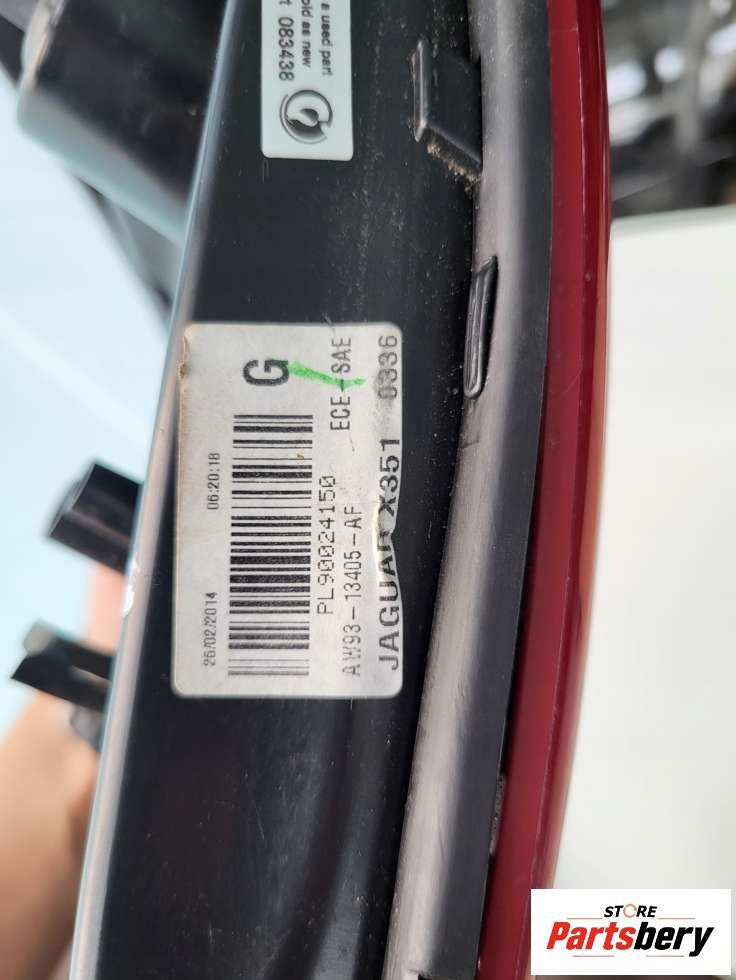 s used part
old as new
083438
G
ECE / SAE
06:20:18
25/02/2014
PL90024150
AW93-13405-AF
JAGUAR X351 0336
STORE
Partsbery